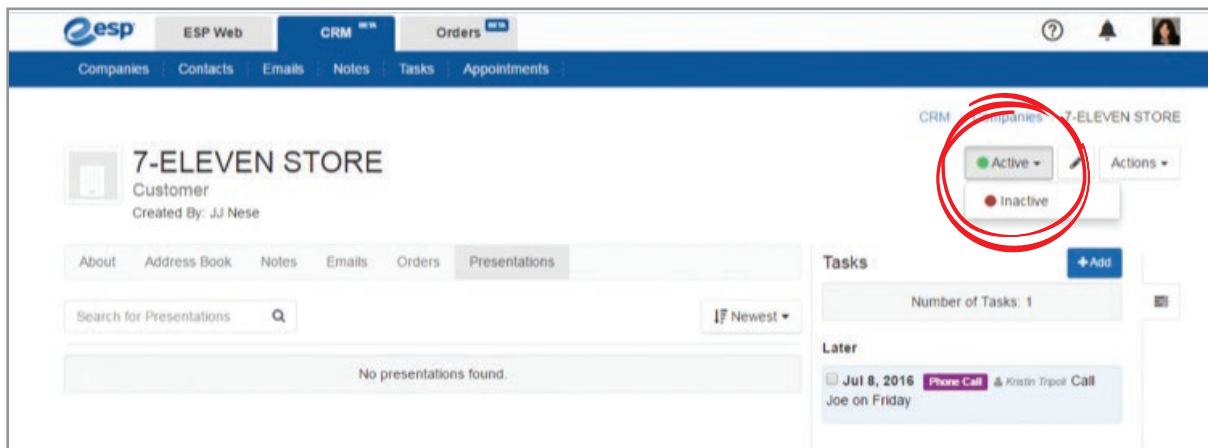 esp
ESP Web
CRM BETA
Orders BETA
Companies
Contacts
Emails
Notes
Tasks
Appointments
CRM Companies 7-ELEVEN STORE
7-ELEVEN STORE
Customer
Created By: JJ Nese
Active
Actions
Inactive
About
Address Book
Notes
Emails
Orders
Presentations
Search for Presentations
Newest
No presentations found.
Tasks
+Add
Number of Tasks: 1
Later
Jul 8, 2016 Phone Call Kristin Tripoli Call
Joe on Friday